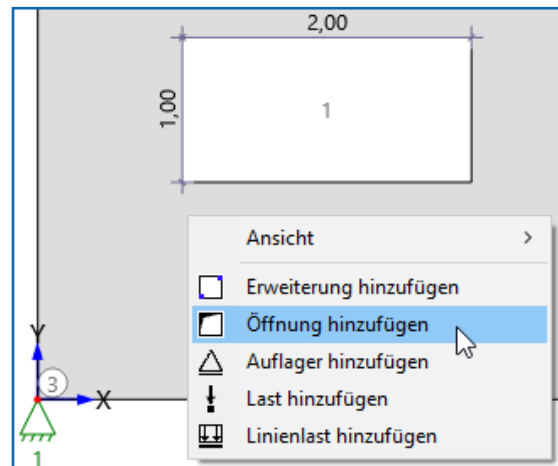 2,00
1,00
1
Ansicht
Erweiterung hinzufügen
Öffnung hinzufügen
Auflager hinzufügen
Last hinzufügen
Linienlast hinzufügen
Y
3
X
1